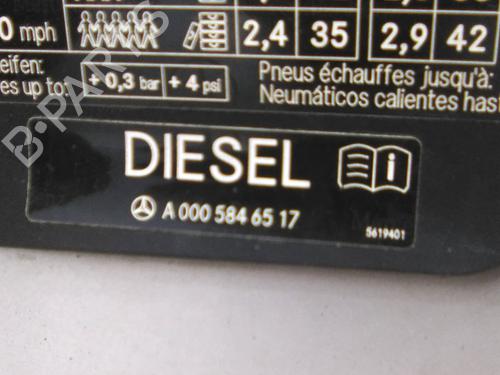 0 mph
2,4 35 2,9 42
eifen:
es up to: + 0,3 bar + 4 psi
Pneus échauffes jusqu'à:
Neumáticos calientes has
B-PARTS
DIESEL i
A 000 584 65 17
5619401